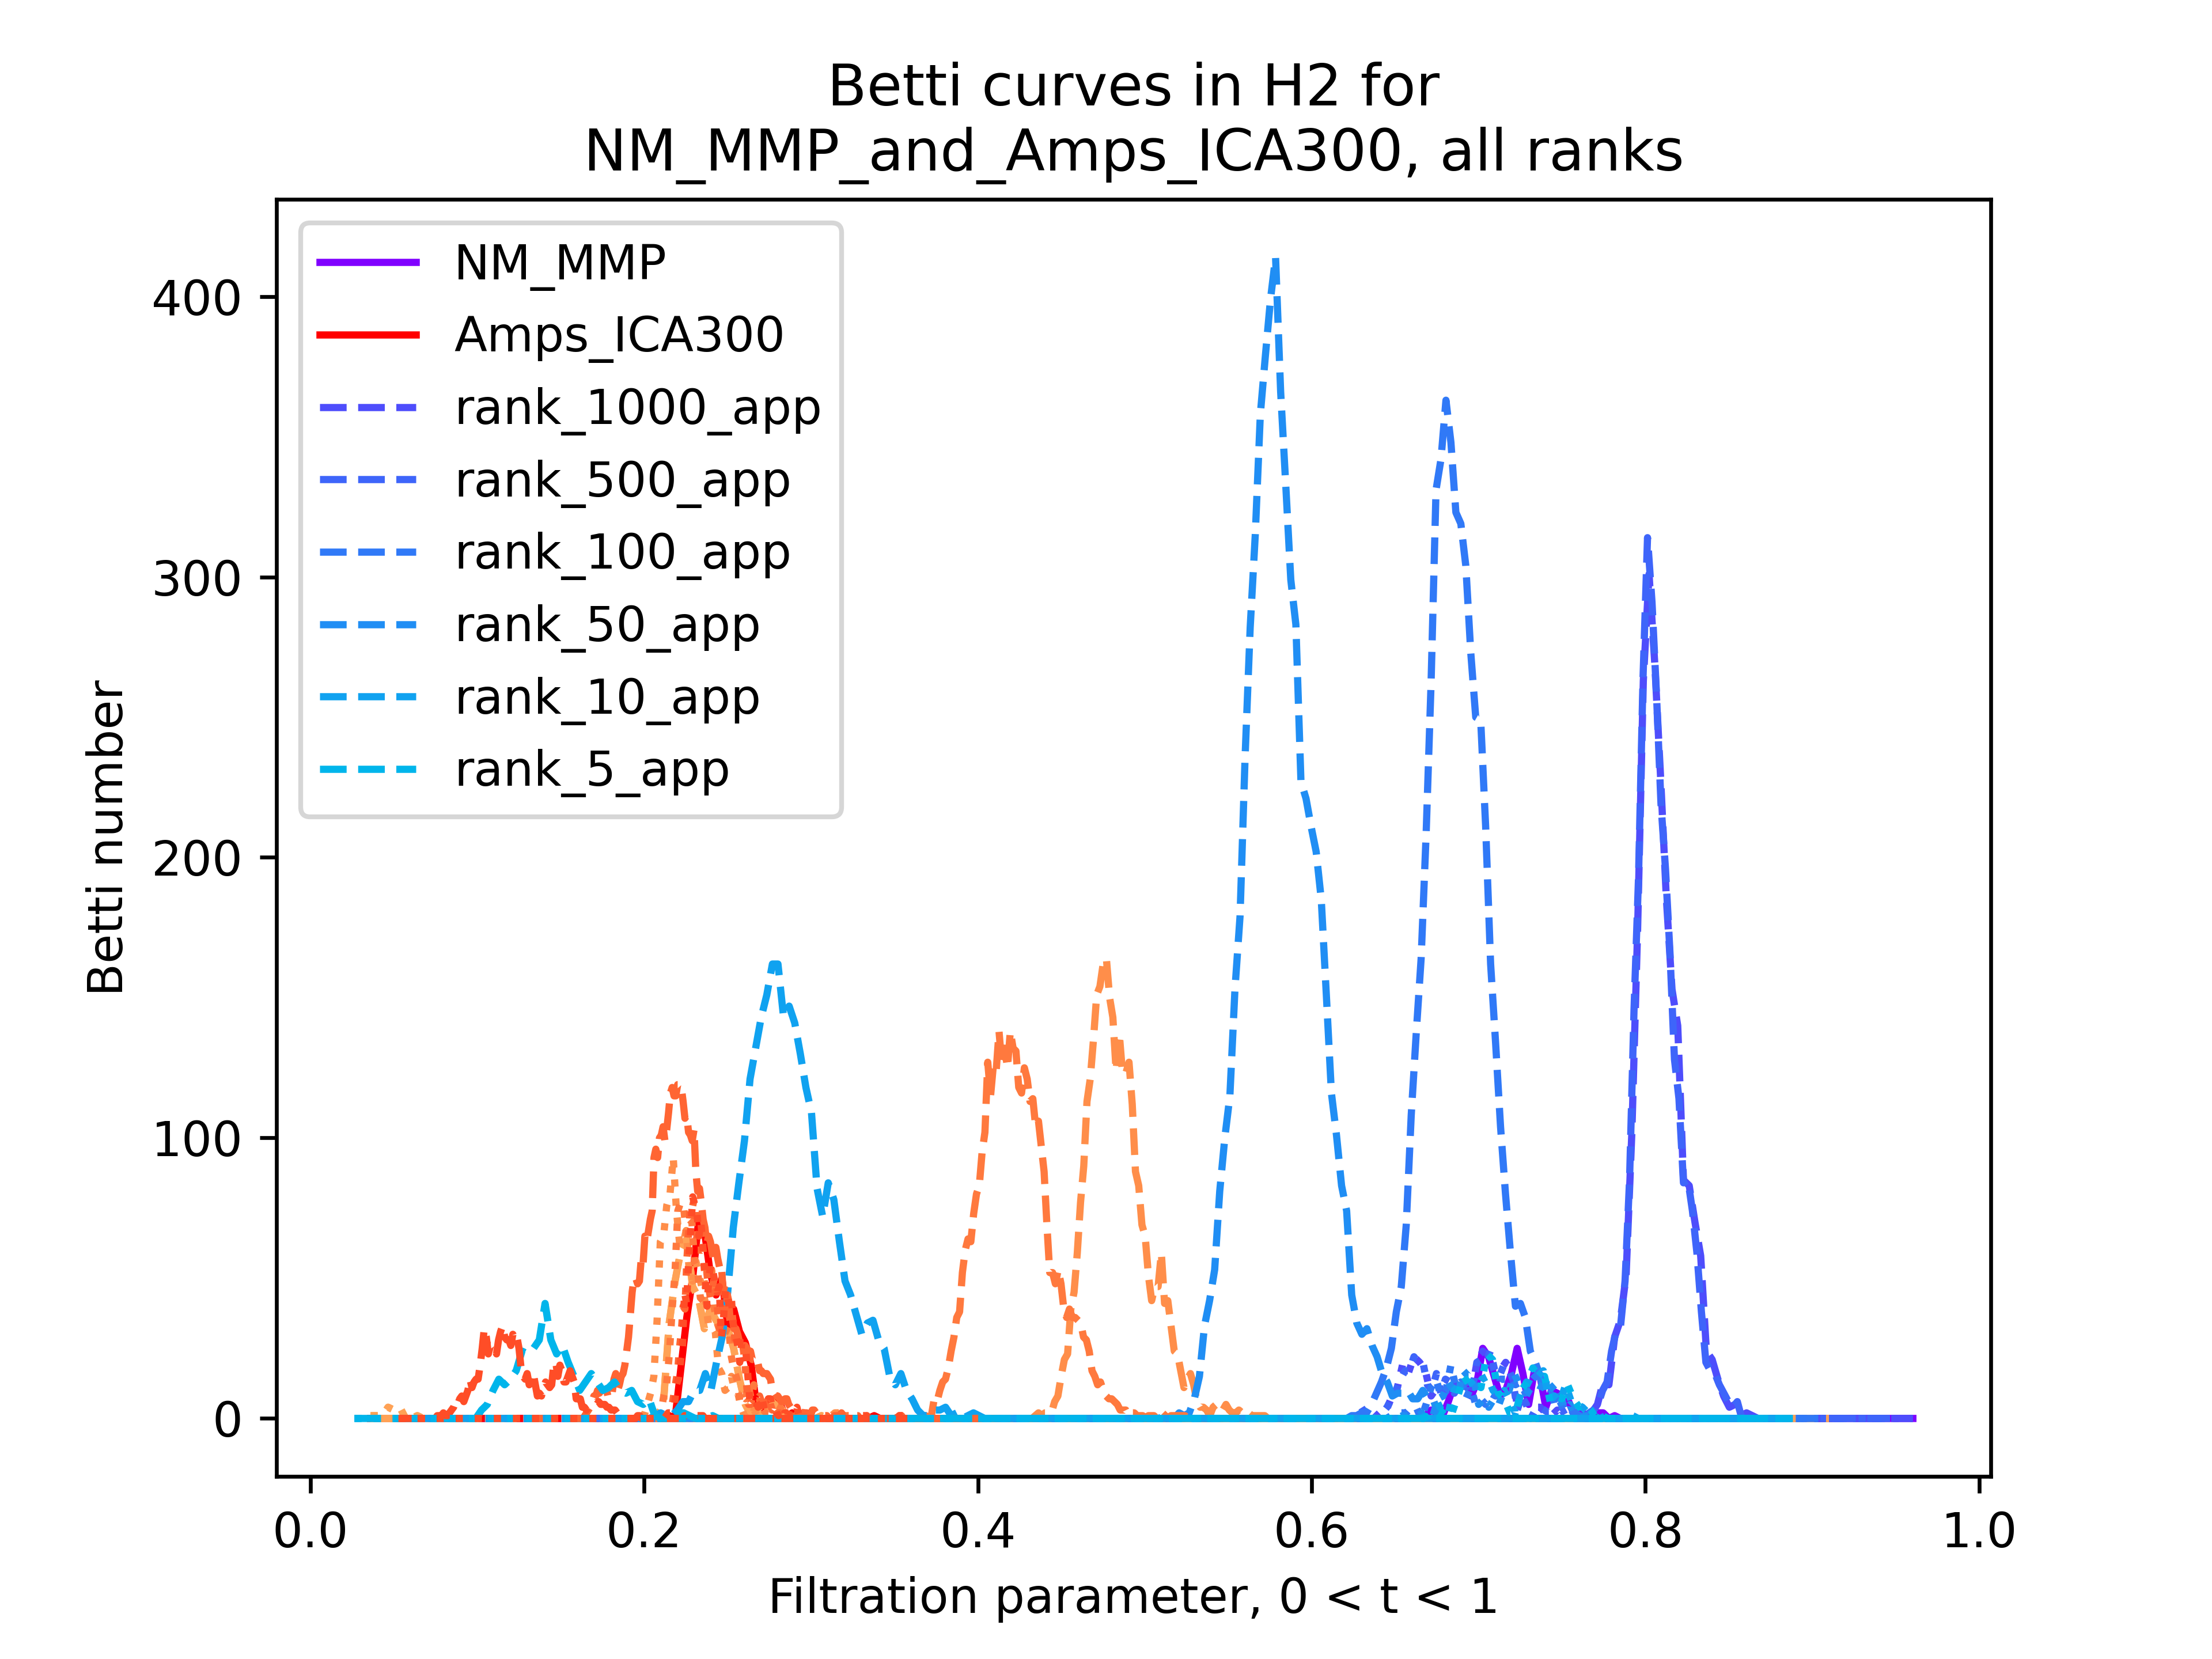 Betti curves in H2 for
NM_MMP_and_Amps_ICA300, all ranks
NM_MMP
Amps_ICA300
rank_1000_app
rank_500_app
rank_100_app
rank_50_app
rank_10_app
rank_5_app
400
300
200
100
0
Betti number
0.0 0.2 0.4 0.6 0.8 1.0
Filtration parameter, 0 < t < 1